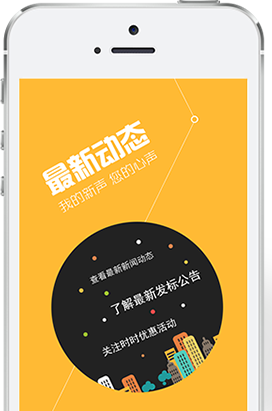 最新动态
我的新声 您的心声
查看最新新闻动态
了解最新发标公告
关注时时优惠活动